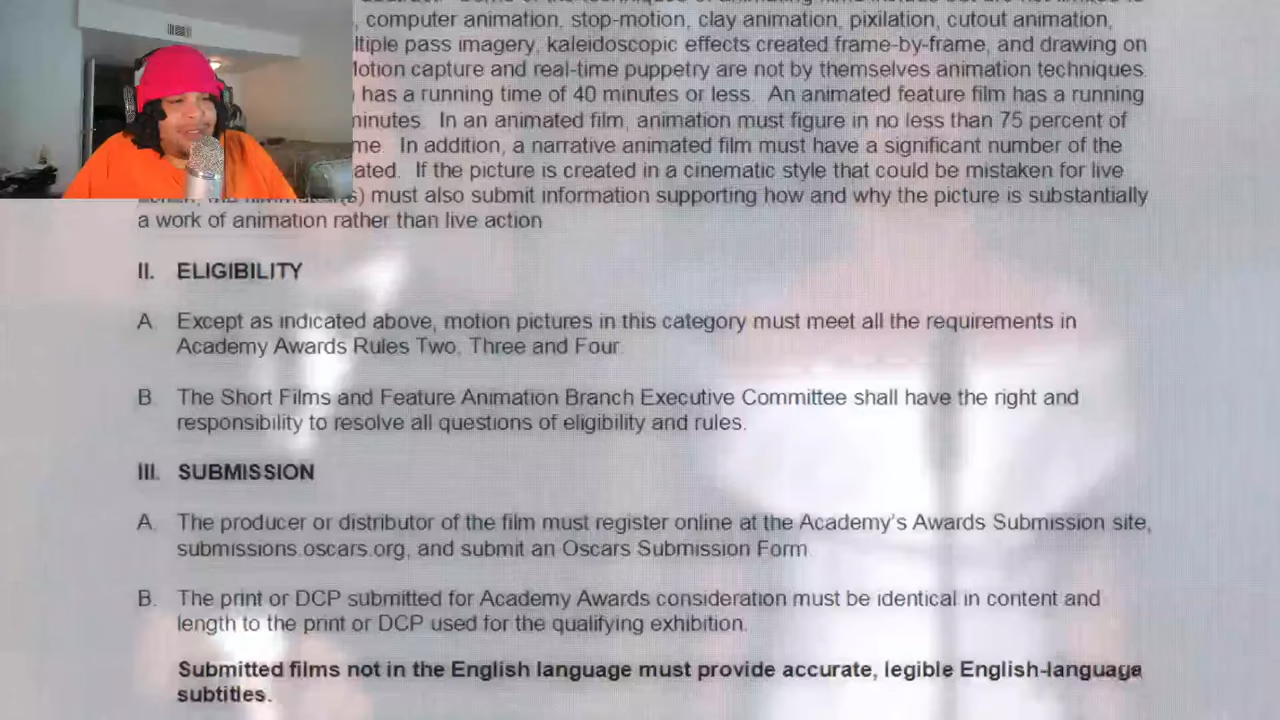 , computer animation, stop-motion, clay animation, pixilation, cutout animation,
ltiple pass imagery, kaleidoscopic effects created frame-by-frame, and drawing on
otion capture and real-time puppetry are not by themselves animation techniques.
has a running time of 40 minutes or less. An animated feature film has a running
inutes. In an animated film, animation must figure in no less than 75 percent of
me. In addition, a narrative animated film must have a significant number of the
ated. If the picture is created in a cinematic style that could be mistaken for live
s) must also submit information supporting how and why the picture is substantially
a work of animation rather than live action
II. ELIGIBILITY
A. Except as indicated above, motion pictures in this category must meet all the requirements in
Academy Awards Rules Two, Three and Four.
B. The Short Films and Feature Animation Branch Executive Committee shall have the right and
responsibility to resolve all questions of eligibility and rules.
III. SUBMISSION
A. The producer or distributor of the film must register online at the Academy's Awards Submission site,
submissions.oscars.org, and submit an Oscars Submission Form.
B. The print or DCP submitted for Academy Awards consideration must be identical in content and
length to the print or DCP used for the qualifying exhibition.
Submitted films not in the English language must provide accurate, legible English-language
subtitles.